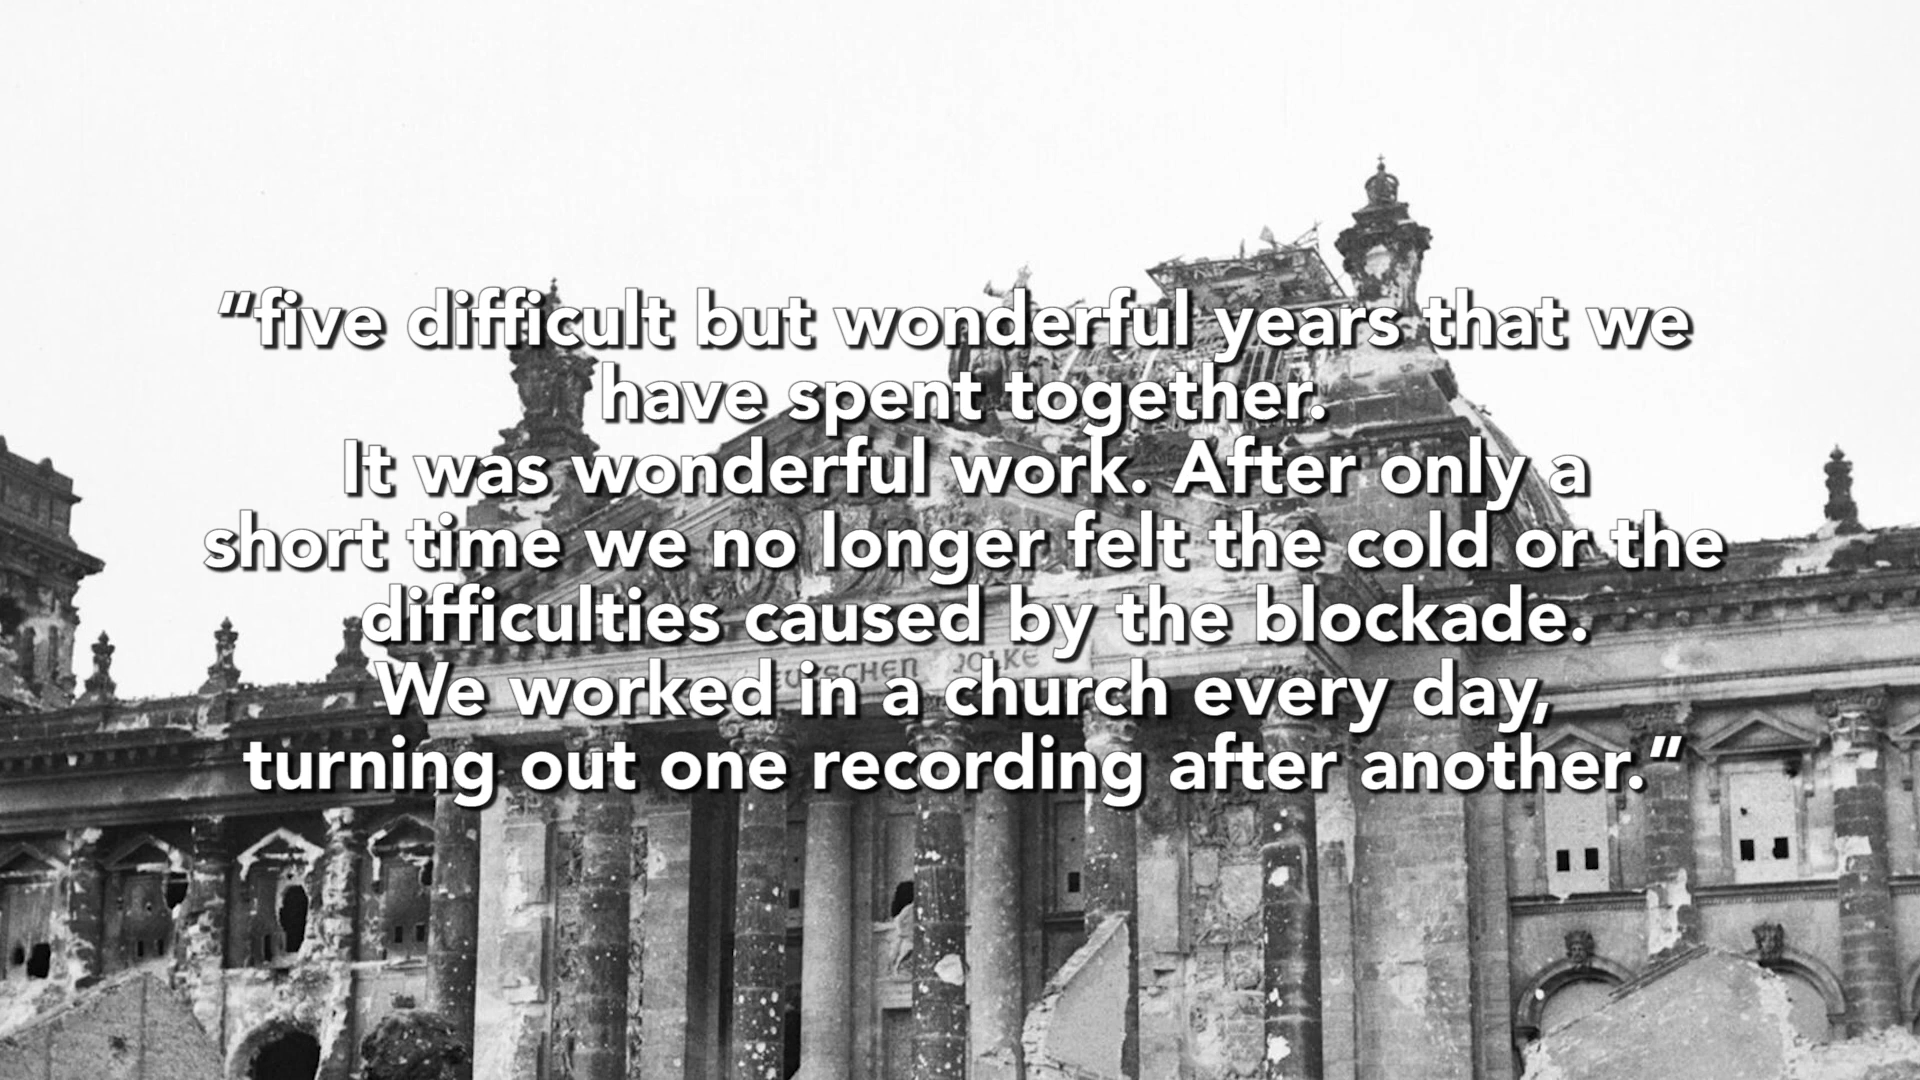 “five difficult but wonderful years that we
have spent together.
It was wonderful work. After only a
short time we no longer felt the cold or the
difficulties caused by the blockade.
We worked in a church every day,
turning out one recording after another.”